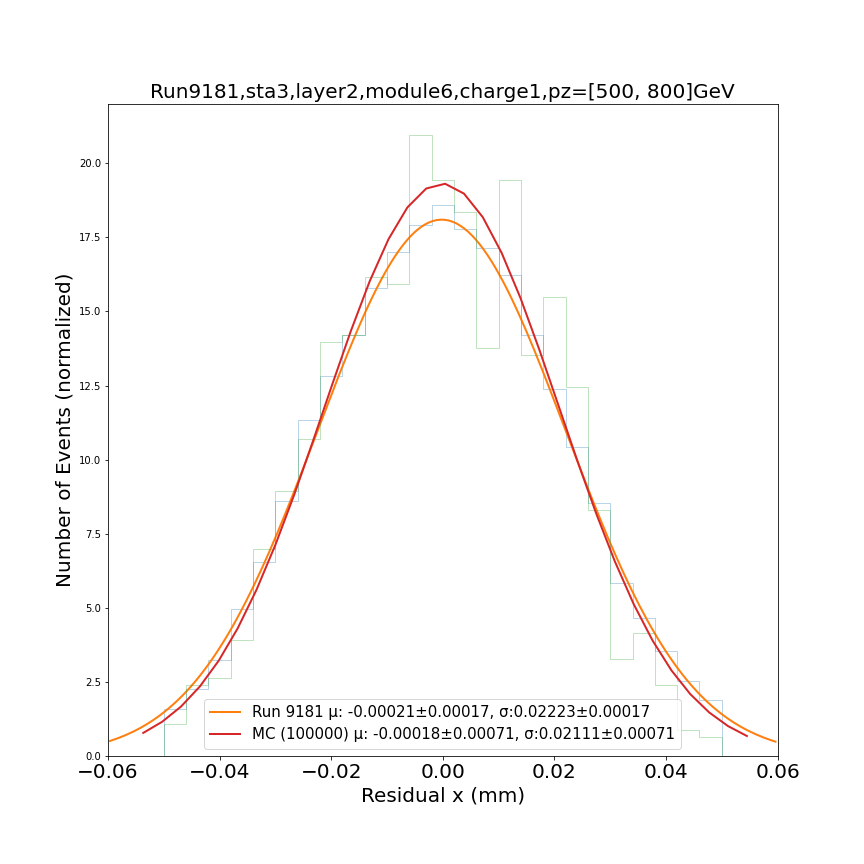 Run9181,sta3,layer2,module6,charge1,pz=[500, 800]GeV
Number of Events (normalized)
20.0
17.5
15.0
12.5
10.0
7.5
5.0
2.5
0.0
Run 9181 μ: -0.00021±0.00017, σ:0.02223±0.00017
MC (100000) μ: -0.00018±0.00071, σ:0.02111±0.00071
−0.06 −0.04 −0.02 0.00 0.02 0.04 0.06
Residual x (mm)